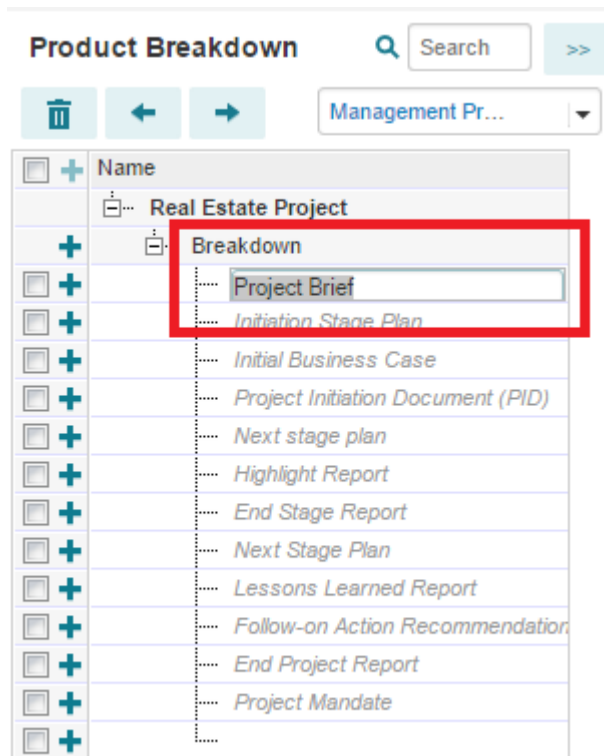 Product Breakdown Search >>
Management Pr...
Name
Real Estate Project
Breakdown
Project Brief
Initiation Stage Plan
Initial Business Case
Project Initiation Document (PID)
Next stage plan
Highlight Report
End Stage Report
Next Stage Plan
Lessons Learned Report
Follow-on Action Recommendation
End Project Report
Project Mandate